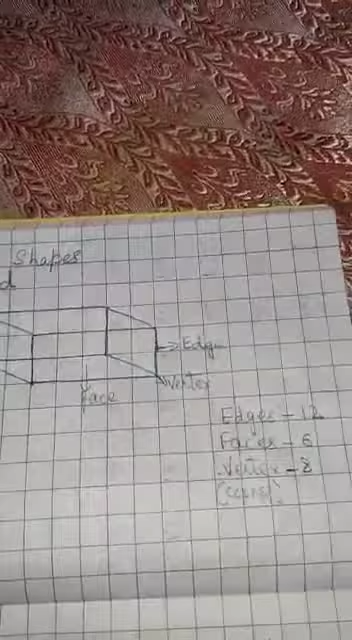 Shapes
d
Edge
Vertex
Face
Edges - 12
Faces - 6
Vertex - 8